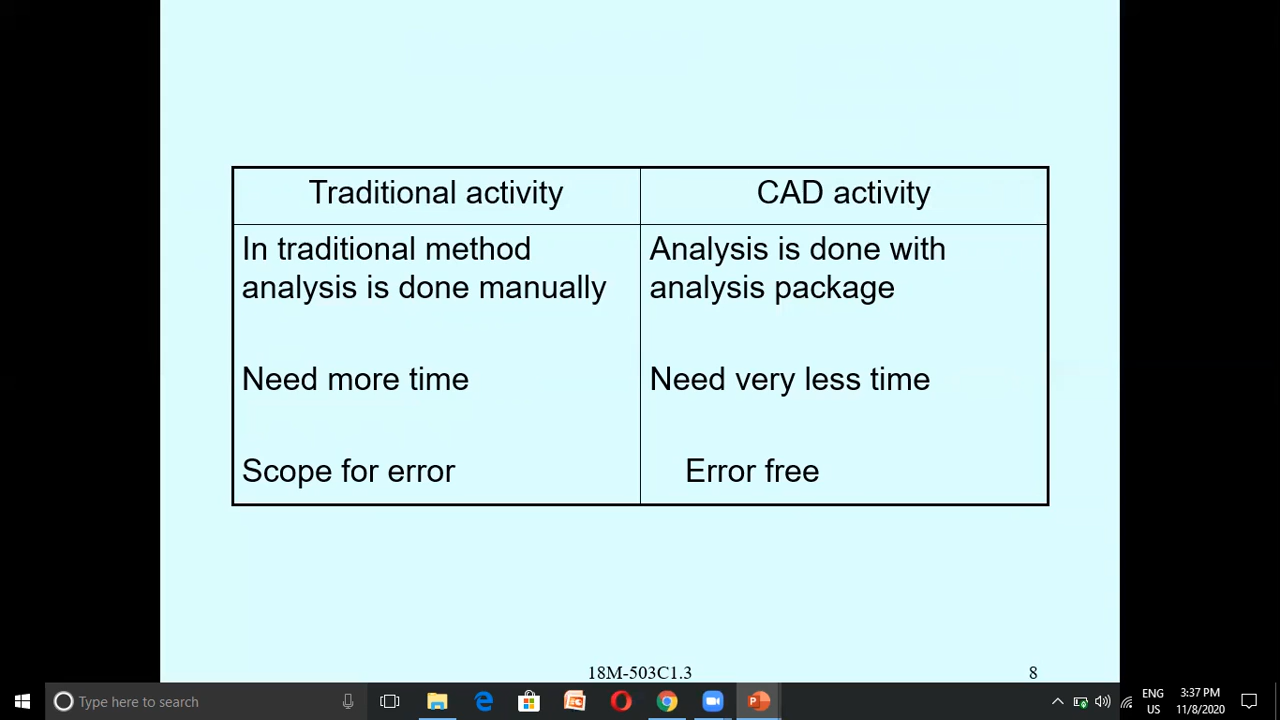 Traditional activity
CAD activity
In traditional method
analysis is done manually
Need more time
Scope for error
Analysis is done with
analysis package
Need very less time
Error free
18M-503C1.3
8
Type here to search
ENG
US
3:37 PM
11/8/2020